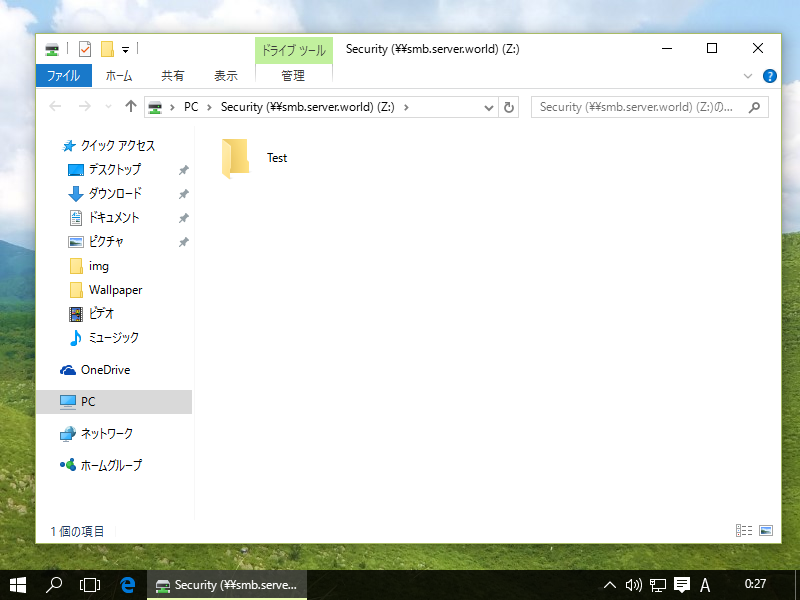 ドライブ ツール
Security (¥¥smb.server.world) (Z:)
ファイル
ホーム
共有
表示
管理
?
PC
Security (¥¥smb.server.world) (Z:)
Security (¥¥smb.server.world) (Z:)の...
クイック アクセス
デスクトップ
ダウンロード
ドキュメント
ピクチャ
img
Wallpaper
ビデオ
ミュージック
OneDrive
PC
ネットワーク
ホームグループ
Test
1 個の項目
Security (¥¥smb.serve...
A
0:27